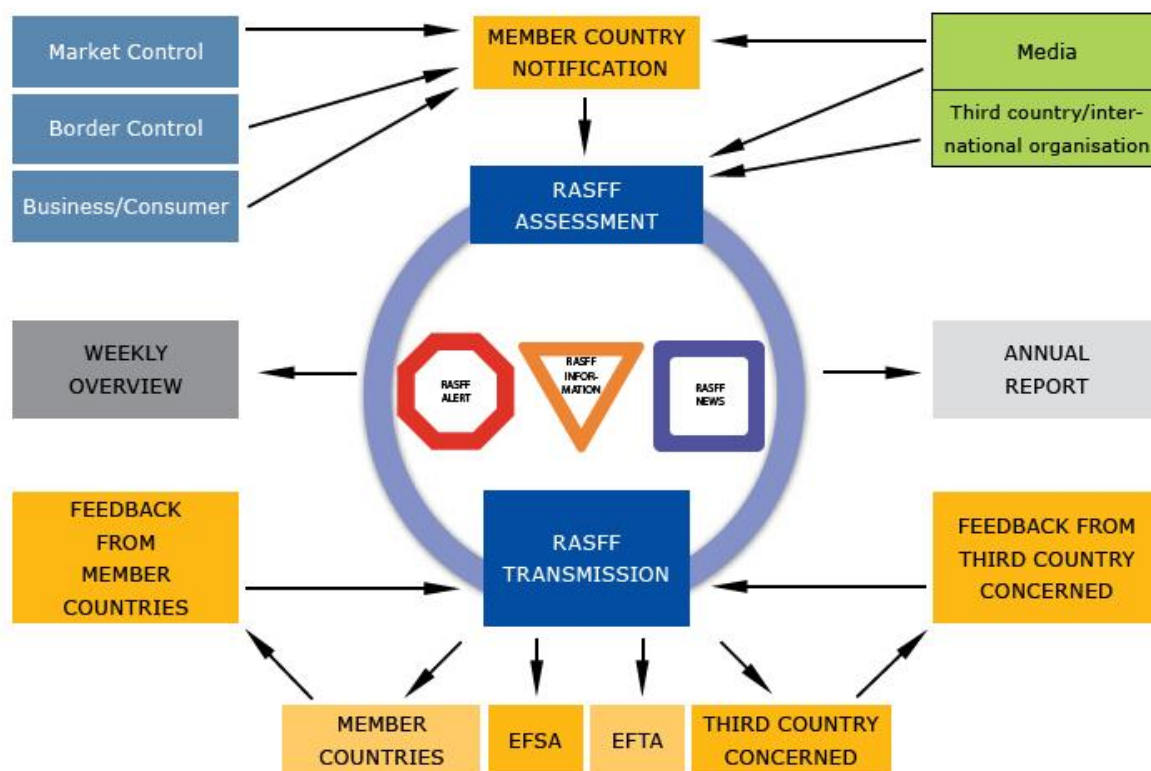 Market Control
MEMBER COUNTRY
NOTIFICATION
Media
Border Control
Third country/inter-
national organisation
Business/Consumer
RASFF
ASSESSMENT
WEEKLY
OVERVIEW
RASFF
ALERT
RASFF
INFOR-
MATION
RASFF
NEWS
ANNUAL
REPORT
FEEDBACK
FROM
MEMBER
COUNTRIES
RASFF
TRANSMISSION
FEEDBACK FROM
THIRD COUNTRY
CONCERNED
MEMBER
COUNTRIES
EFSA
EFTA
THIRD COUNTRY
CONCERNED